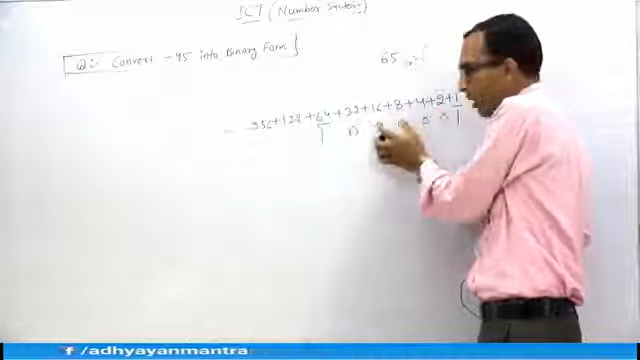 ICT (Number System)
Q:- Convert -45 into Binary Form
65
256+128+64+32+16+8+4+2+1
1 0 0 0 0 0 1
f /adhyayanmantra